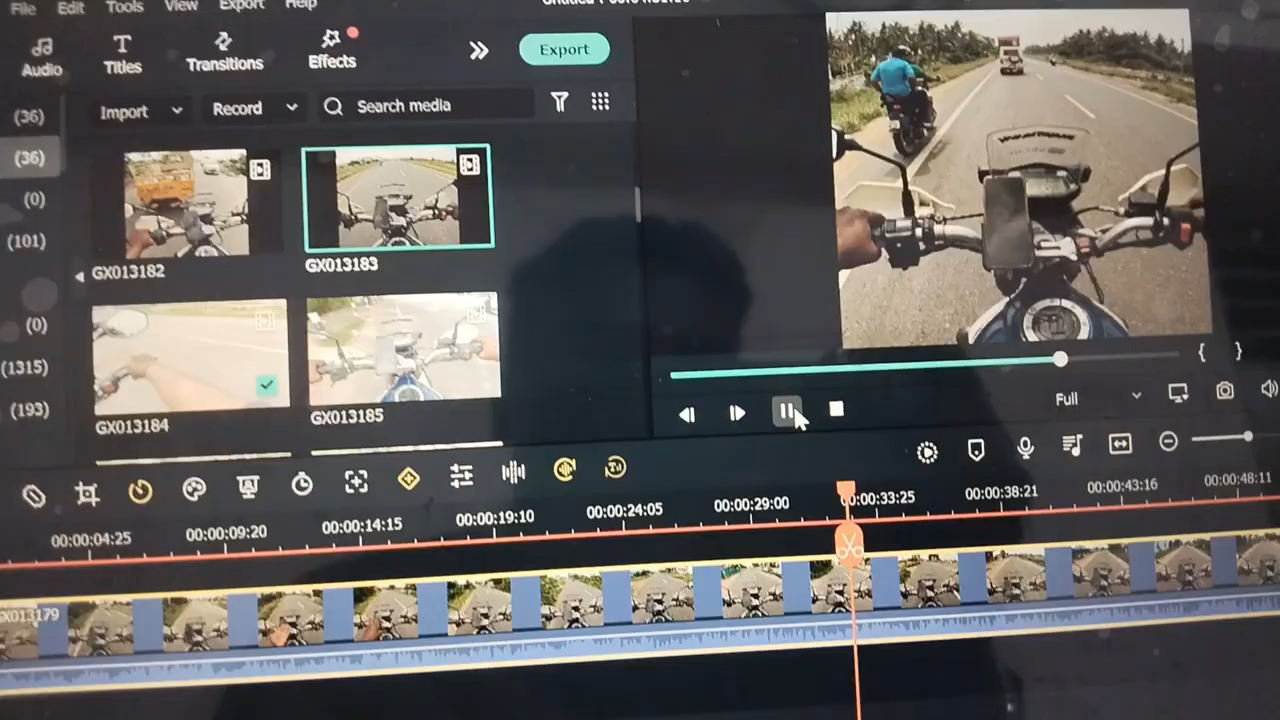 File Edit Tools View Export Help
Audio Titles Transitions Effects
Export
Import Record Search media
(36)
(36)
(0)
(101)
(0)
(1315)
(193)
GX013182 GX013183
GX013184 GX013185
Full
{ }
00:00:04:25 00:00:09:20 00:00:14:15 00:00:19:10 00:00:24:05 00:00:29:00 00:00:33:25 00:00:38:21 00:00:43:16 00:00:48:11
GX013179